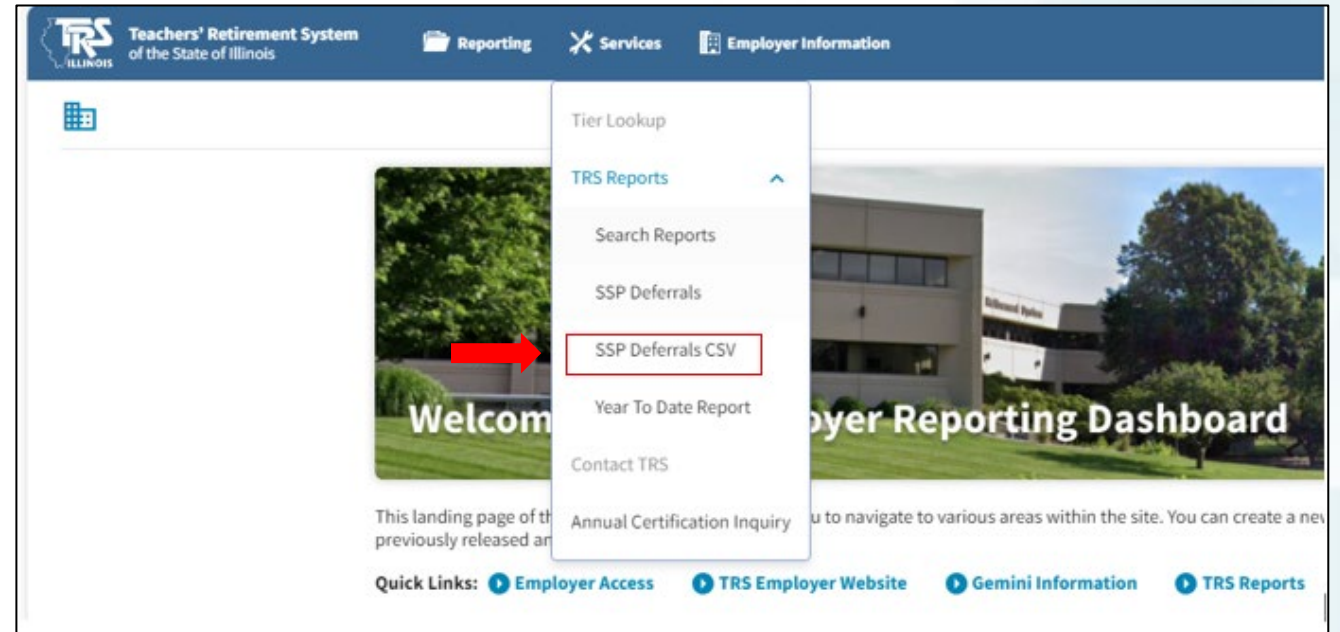 TRS
ILLINOIS
Teachers' Retirement System
of the State of Illinois
Reporting
Services
Employer Information
Tier Lookup
TRS Reports
Search Reports
SSP Deferrals
SSP Deferrals CSV
Year To Date Report
Contact TRS
Annual Certification Inquiry
Welcom
oyer Reporting Dashboard
This landing page of th
u to navigate to various areas within the site. You can create a nev
previously released an
Quick Links: Employer Access TRS Employer Website Gemini Information TRS Reports